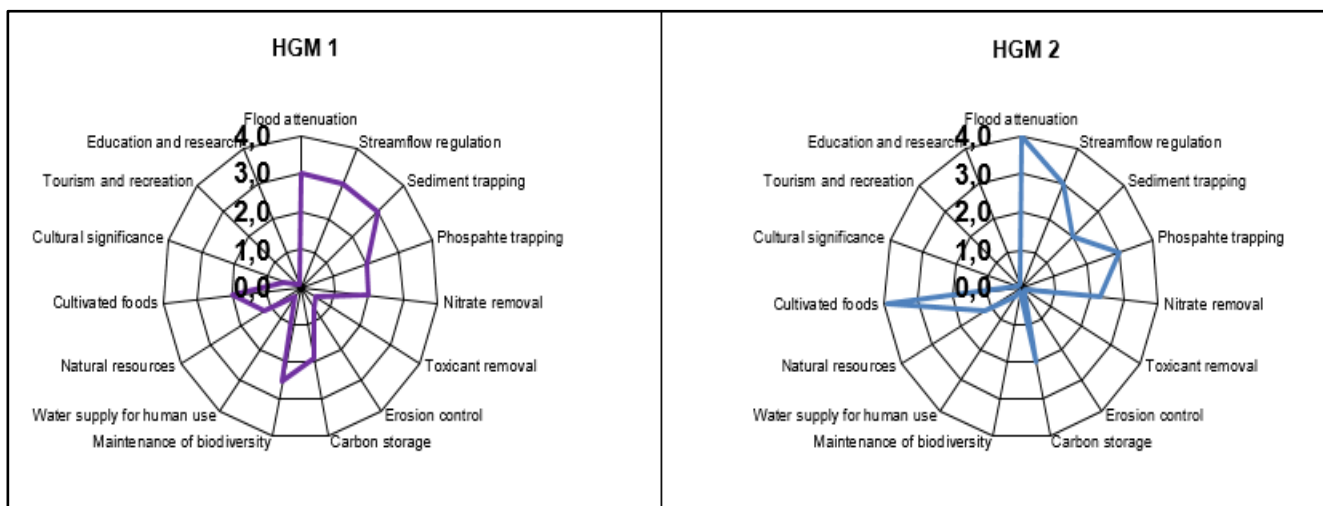 HGM 1
Flood attenuation
Streamflow regulation
Sediment trapping
Phospahte trapping
Nitrate removal
Toxicant removal
Erosion control
Carbon storage
Maintenance of biodiversity
Water supply for human use
Natural resources
Cultivated foods
Cultural significance
Tourism and recreation
Education and research
4,0
3,0
2,0
1,0
0,0
HGM 2
Flood attenuation
Streamflow regulation
Sediment trapping
Phospahte trapping
Nitrate removal
Toxicant removal
Erosion control
Carbon storage
Maintenance of biodiversity
Water supply for human use
Natural resources
Cultivated foods
Cultural significance
Tourism and recreation
Education and research
4,0
3,0
2,0
1,0
0,0